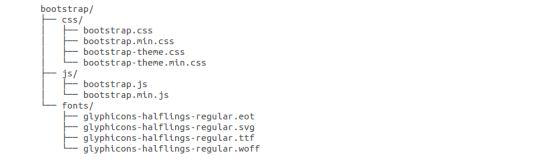 bootstrap/
├── css/
│   ├── bootstrap.css
│   ├── bootstrap.min.css
│   ├── bootstrap-theme.css
│   └── bootstrap-theme.min.css
├── js/
│   ├── bootstrap.js
│   └── bootstrap.min.js
└── fonts/
    ├── glyphicons-halflings-regular.eot
    ├── glyphicons-halflings-regular.svg
    ├── glyphicons-halflings-regular.ttf
    └── glyphicons-halflings-regular.woff